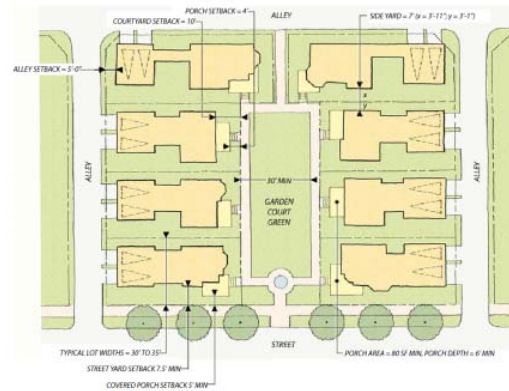 PORCH SETBACK = 4'
ALLEY
COURTYARD SETBACK = 10'
SIDE YARD = 7' (x = 3'-11"; y = 3'-1")
ALLEY SETBACK = 5'-0"
x
y
ALLEY
30' MIN
GARDEN
COURT
GREEN
ALLEY
TYPICAL LOT WIDTHS = 30' TO 35'
STREET
PORCH AREA = 80 SF MIN, PORCH DEPTH = 6' MIN
STREET YARD SETBACK 7.5' MIN
COVERED PORCH SETBACK 5' MIN